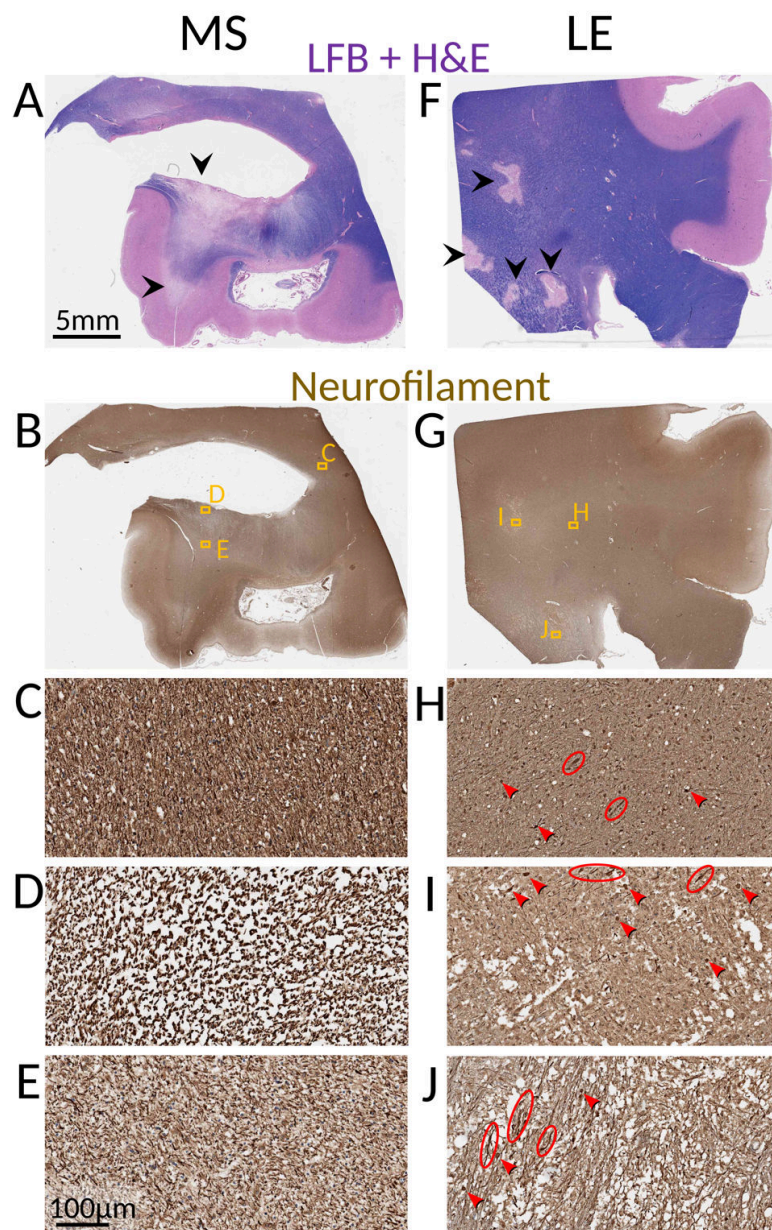 MS LE
LFB + H&E
A F
5mm
Neurofilament
B G
C
D
E
I H
J
C H
D I
E J
100µm